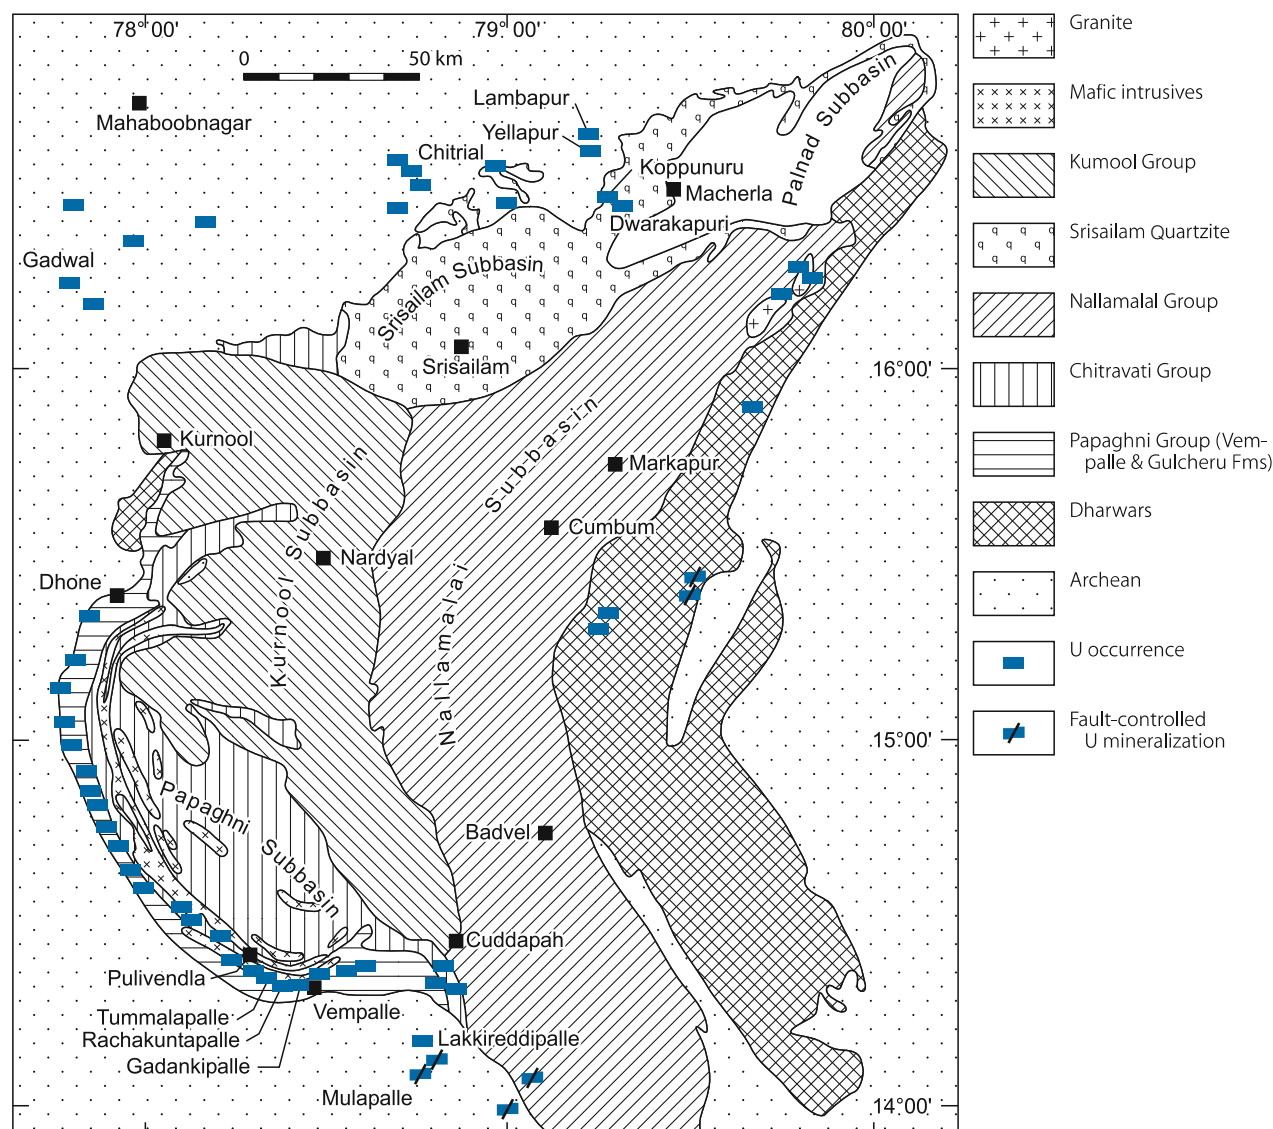 78°00'
79°00'
80°00'
0
50 km
Mahaboobnagar
Lambapur
Yellapur
Chitrial
Koppunuru
Macherla
Dwarakapuri
Palnad Subbasin
Gadwal
Srisailam Subbasin
Srisailam
16°00'
Kurnool
Kurnool Subbasin
Nallamalai Subbasin
Markapur
Cumbum
Nardyal
Dhone
15°00'
Papaghni Subbasin
Badvel
Cuddapah
Pulivendla
Vempalle
Tummalapalle
Rachakuntapalle
Gadankipalle
Lakkireddipalle
Mulapalle
14°00'
Granite
Mafic intrusives
Kumool Group
Srisailam Quartzite
Nallamalal Group
Chitravati Group
Papaghni Group (Vem-
palle & Gulcheru Fms)
Dharwars
Archean
U occurrence
Fault-controlled
U mineralization